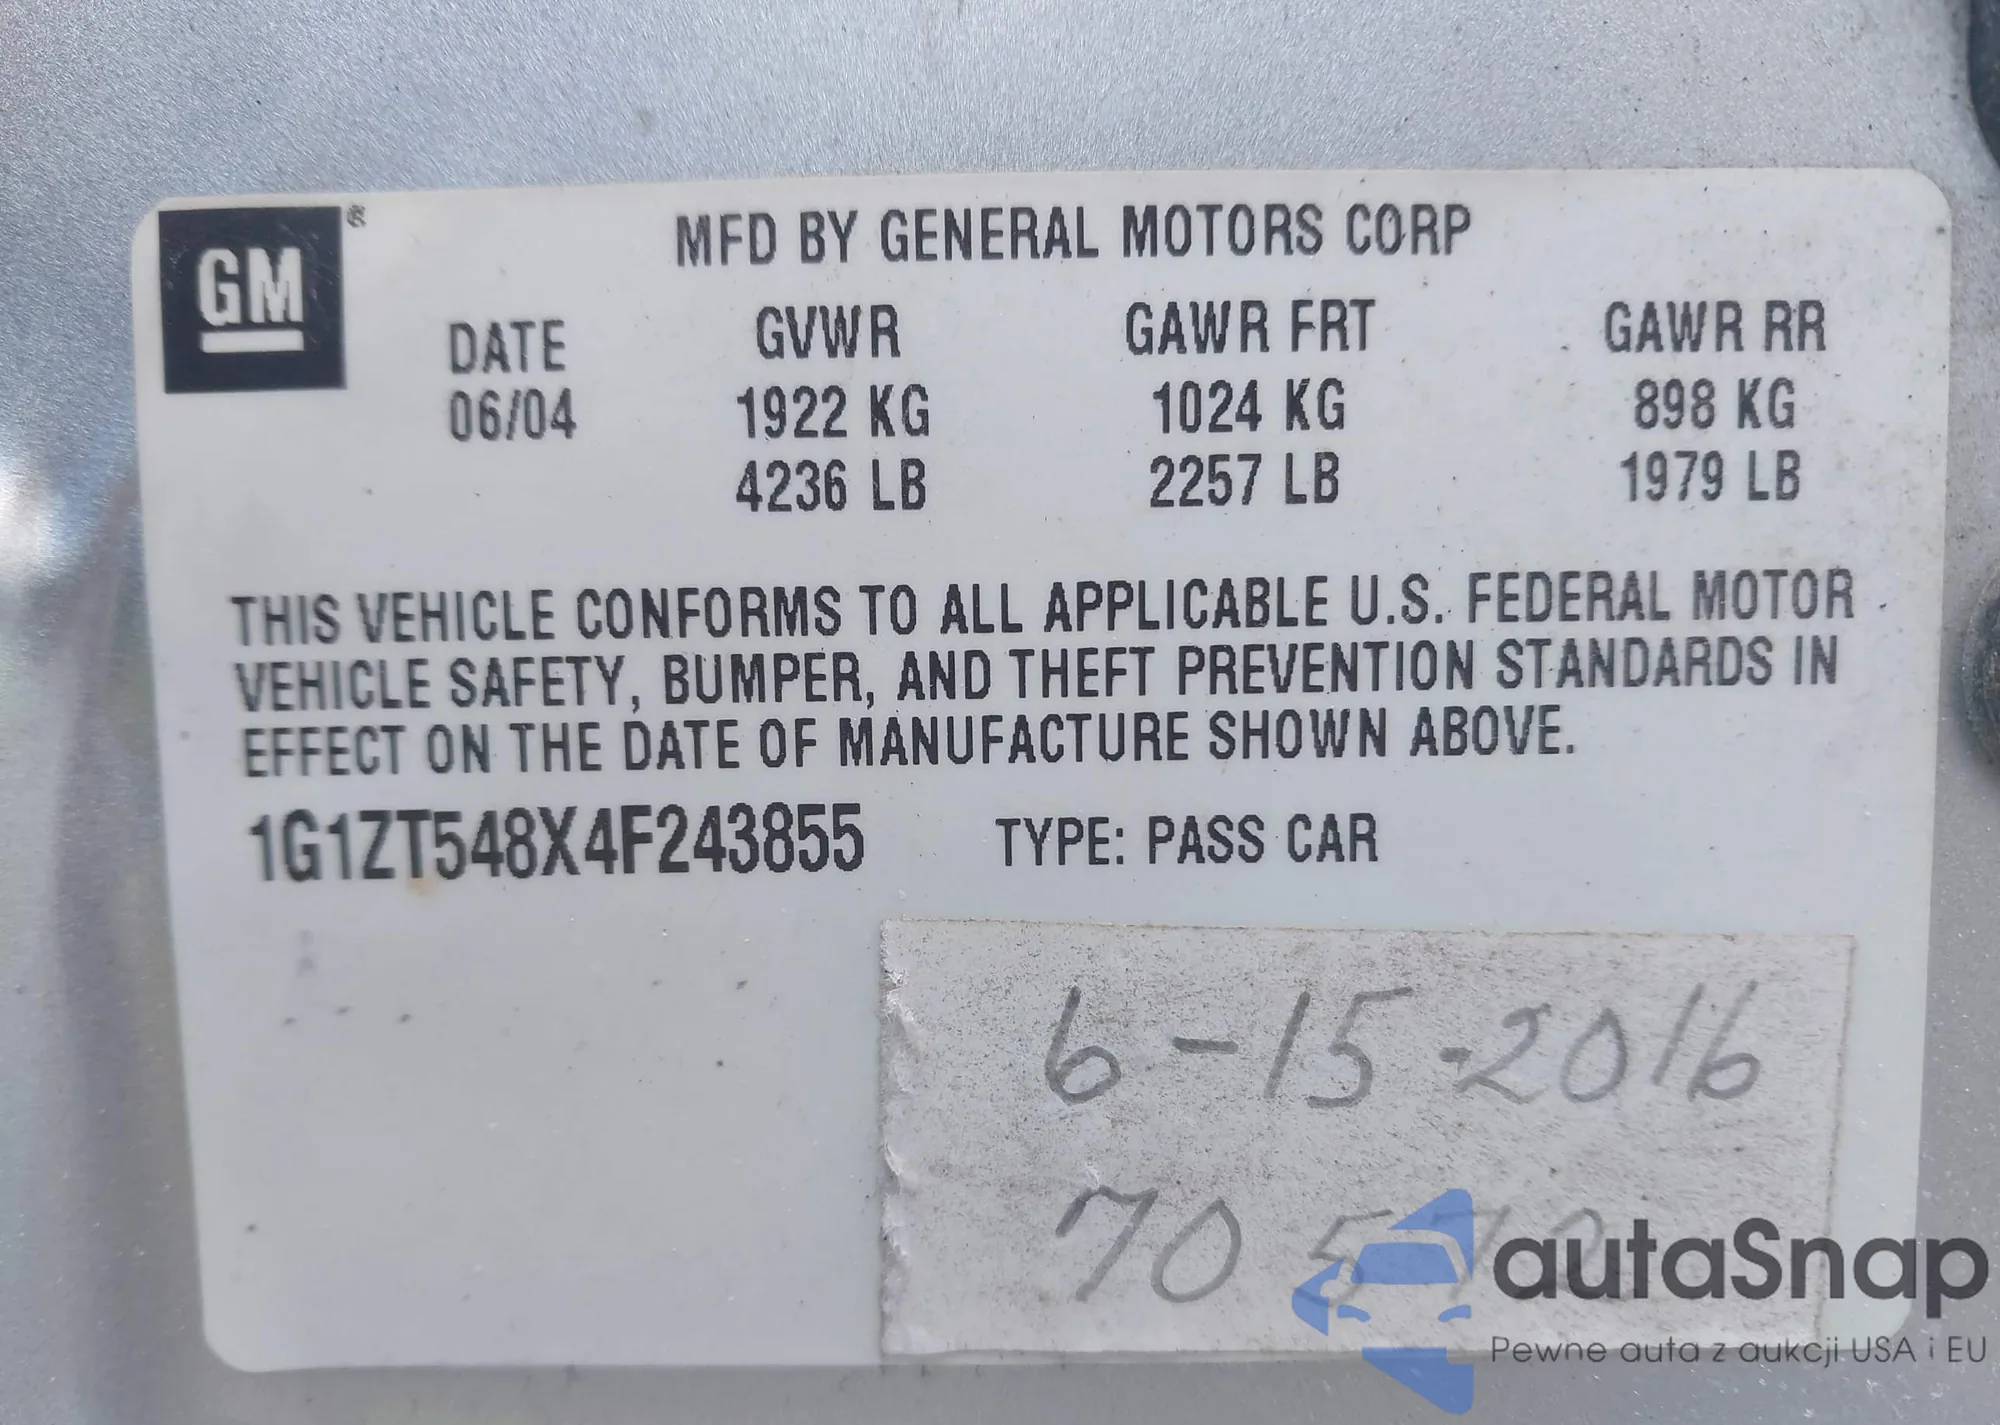 GM®
MFD BY GENERAL MOTORS CORP
DATE GVWR GAWR FRT GAWR RR
06/04 1922 KG 1024 KG 898 KG
4236 LB 2257 LB 1979 LB
THIS VEHICLE CONFORMS TO ALL APPLICABLE U.S. FEDERAL MOTOR
VEHICLE SAFETY, BUMPER, AND THEFT PREVENTION STANDARDS IN
EFFECT ON THE DATE OF MANUFACTURE SHOWN ABOVE.
1G1ZT548X4F243855 TYPE: PASS CAR
6-15-2016
autaSnap
Pewne auta z aukcji USA i EU